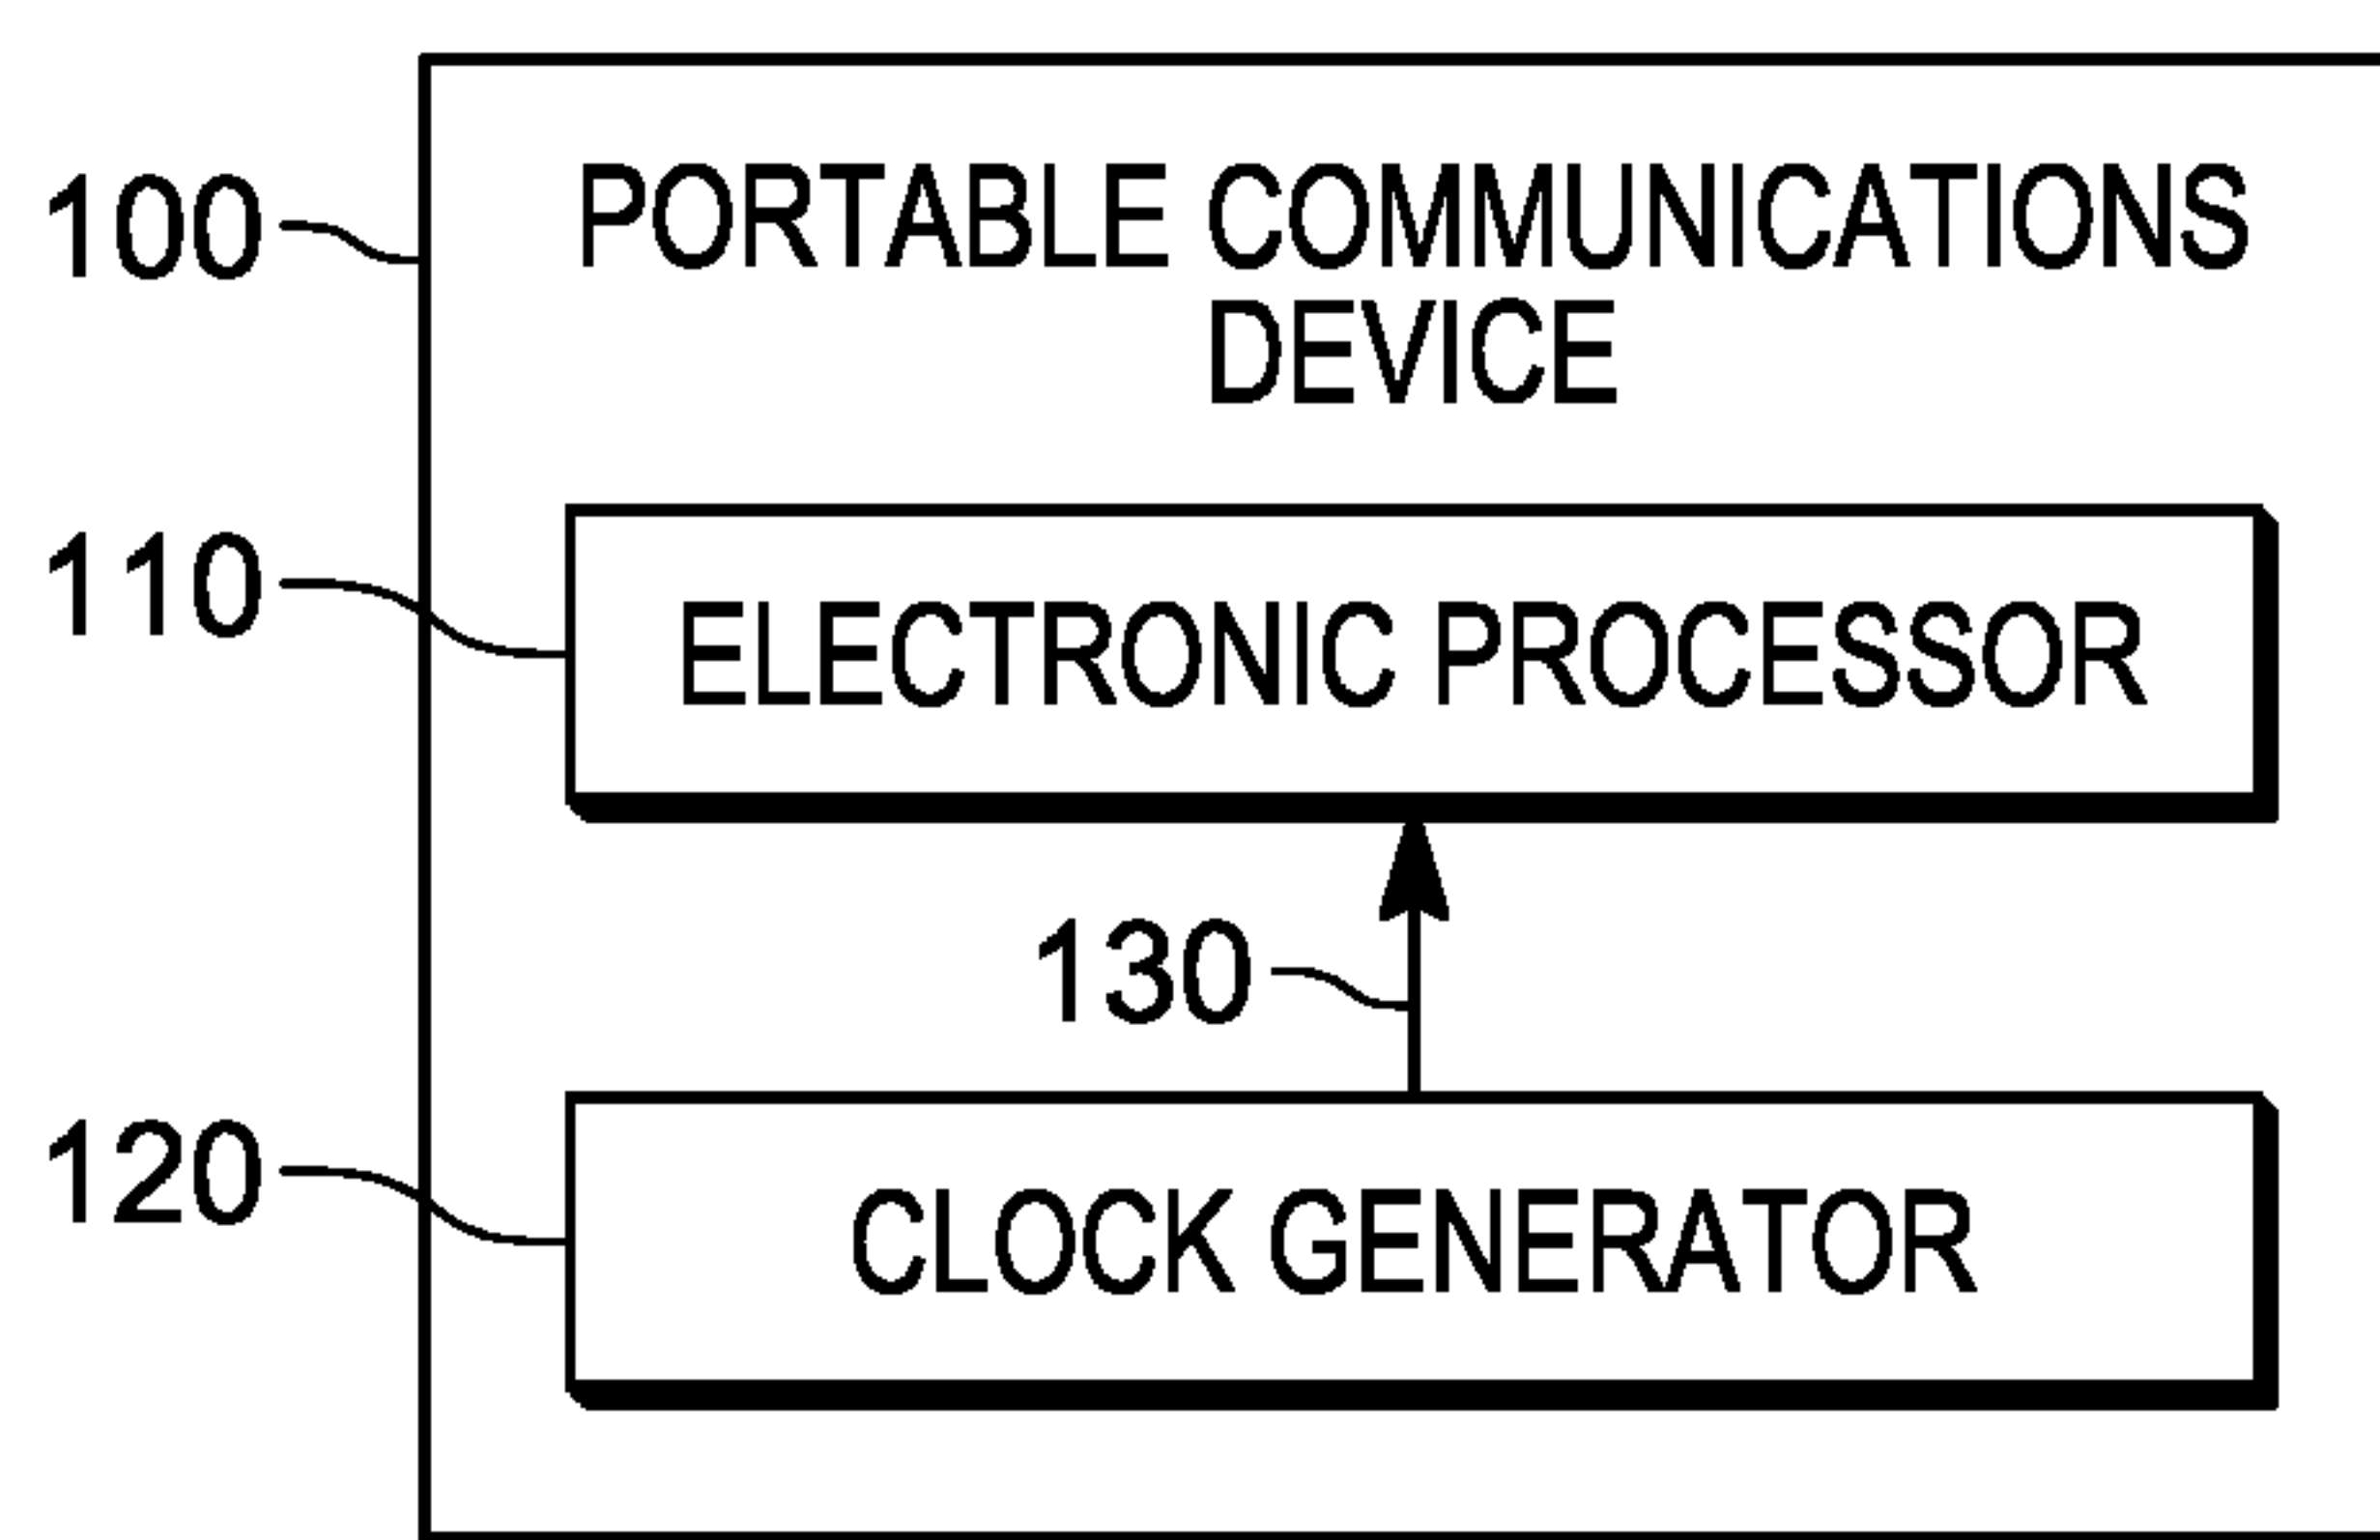 100
PORTABLE COMMUNICATIONS
DEVICE
110
ELECTRONIC PROCESSOR
130
120
CLOCK GENERATOR